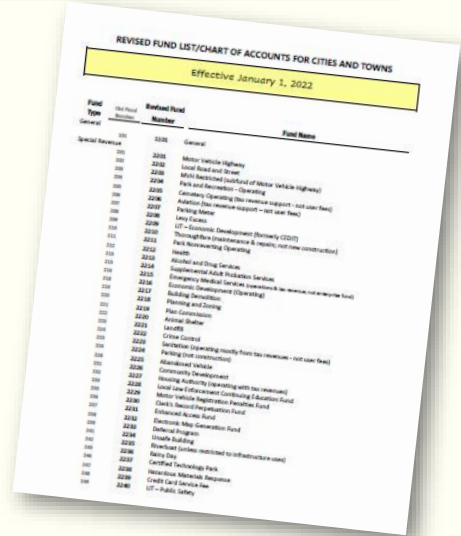 REVISED FUND LIST/CHART OF ACCOUNTS FOR CITIES AND TOWNS
Effective January 1, 2022
Fund Type Old Fund Number Revised Fund Number Fund Name
General
1101 General
Special Revenue
2201 Motor Vehicle Highway
2202 Local Road and Street
2203 MVH Restricted (subfund of Motor Vehicle Highway)
2204 Park and Recreation - Operating
2205 Cemetery Operating (tax revenue support - not user fees)
2206 Aviation (tax revenue support – not user fees)
2207 Parking Meter
2208 Levy Excess
2209 LIT – Economic Development (formerly CEDIT)
2210 Thoroughfare (maintenance & repairs; not new construction)
2211 Park Nonreverting Operating
2212 Health
2213 Alcohol and Drug Services
2214 Supplemental Adult Probation Services
2215 Emergency Medical Services (operations & tax revenue, not enterprise fund)
2216 Economic Development (Operating)
2217 Building Demolition
2218 Planning and Zoning
2219 Plan Commission
2220 Animal Shelter
2221 Landfill
2222 Crime Control
2223 Sanitation (operating mostly from tax revenues - not user fees)
2224 Parking (not construction)
2225 Abandoned Vehicle
2226 Community Development
2227 Housing Authority (operating with tax revenues)
2228 Local Law Enforcement Continuing Education Fund
2229 Motor Vehicle Registration Penalties Fund
2230 Clerk's Record Perpetuation Fund
2231 Enhanced Access Fund
2232 Electronic Map Generation Fund
2233 Deferral Program
2234 Unsafe Building
2235 Riverboat (unless restricted to infrastructure uses)
2236 Rainy Day
2237 Certified Technology Park
2238 Hazardous Materials Response
2239 Credit Card Service Fee
2240 LIT – Public Safety